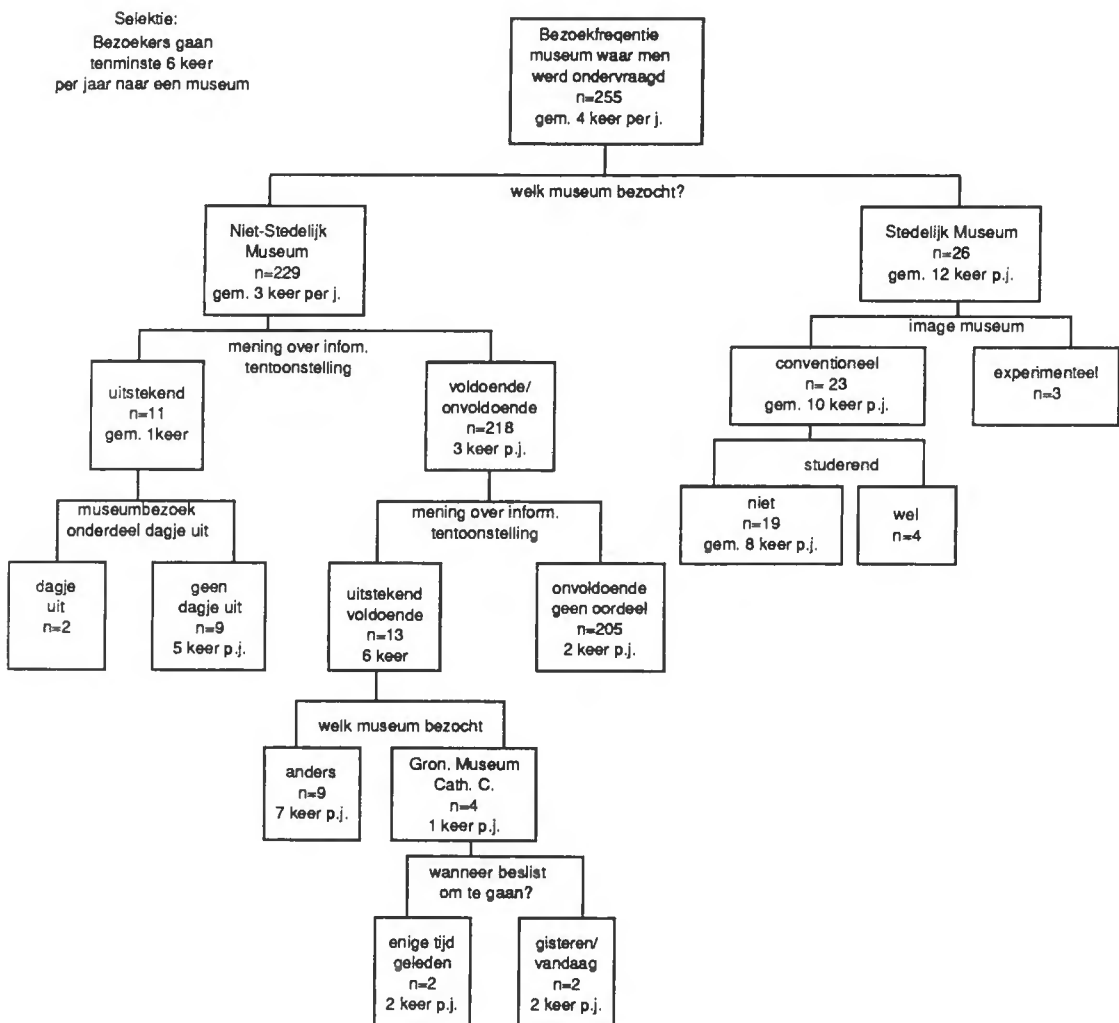 Selektie:
Bezoekers gaan
tenminste 6 keer
per jaar naar een museum
Bezoekfreqentie
museum waar men
werd ondervraagd
n=255
gem. 4 keer per j.
welk museum bezocht?
Niet-Stedelijk
Museum
n=229
gem. 3 keer per j.
Stedelijk Museum
n=26
gem. 12 keer p.j.
mening over infom.
tentoonstelling
image museum
uitstekend
n=11
gem. 1keer
voldoende/
onvoldoende
n=218
3 keer p.j.
conventioneel
n= 23
gem. 10 keer p.j.
experimenteel
n=3
museumbezoek
onderdeel dagje uit
mening over inform.
tentoonstelling
studerend
niet
n=19
gem. 8 keer p.j.
wel
n=4
dagje
uit
n=2
geen
dagje uit
n=9
5 keer p.j.
uitstekend
voldoende
n=13
6 keer
onvoldoende
geen oordeel
n=205
2 keer p.j.
welk museum bezocht
anders
n=9
7 keer p.j.
Gron. Museum
Cath. C.
n=4
1 keer p.j.
wanneer beslist
om te gaan?
enige tijd
geleden
n=2
2 keer p.j.
gisteren/
vandaag
n=2
2 keer p.j.